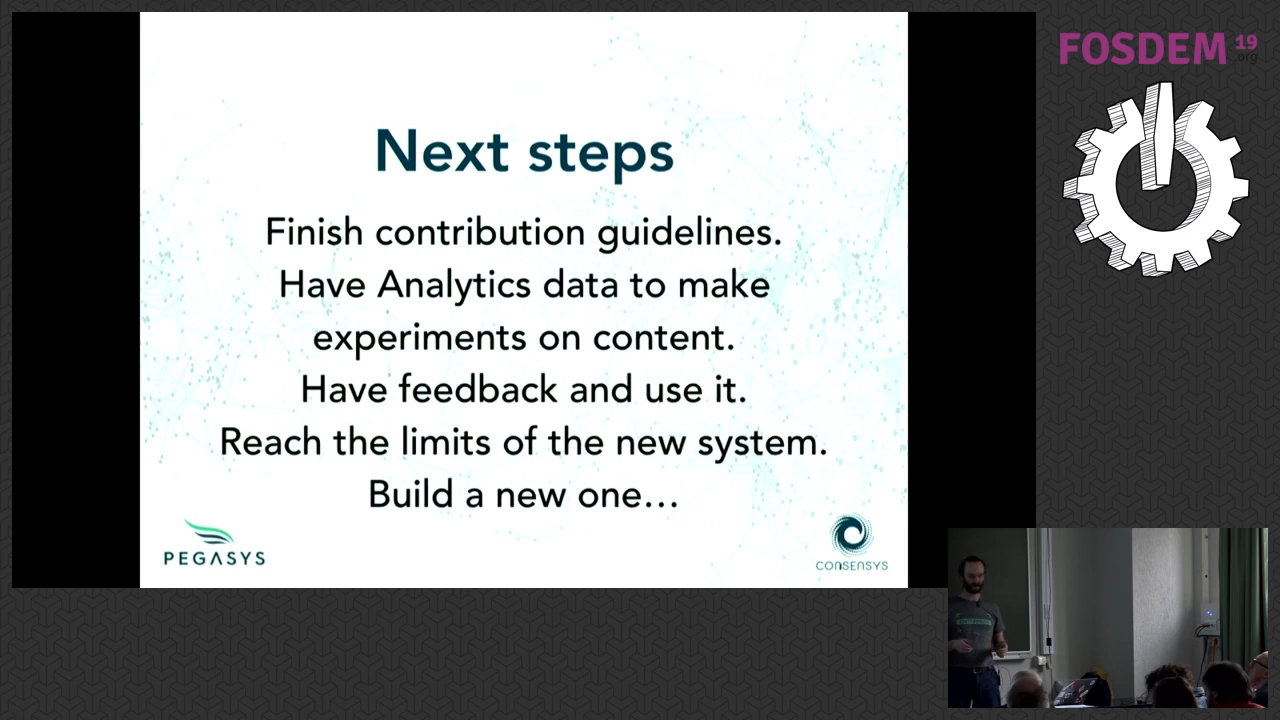 FOSDEM 19
.org
Next steps
Finish contribution guidelines.
Have Analytics data to make
experiments on content.
Have feedback and use it.
Reach the limits of the new system.
Build a new one…
PEGASYS
CONSENSYS